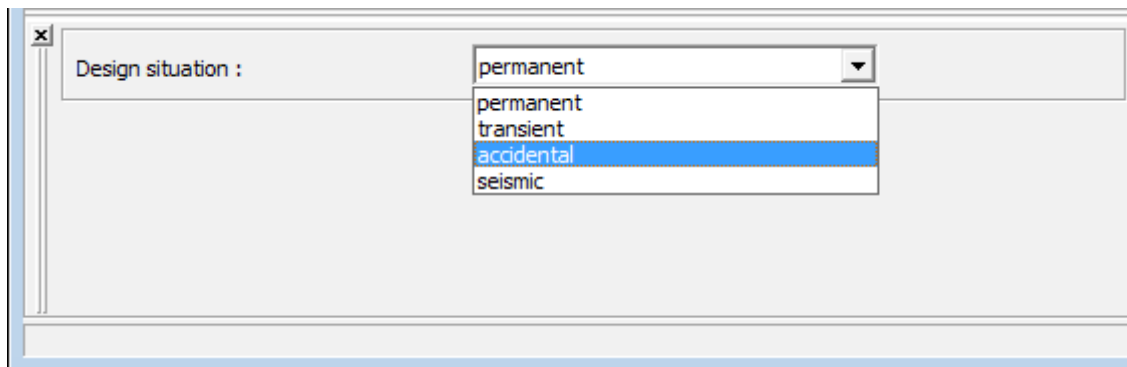 Design situation : permanent
permanent
transient
accidental
seismic